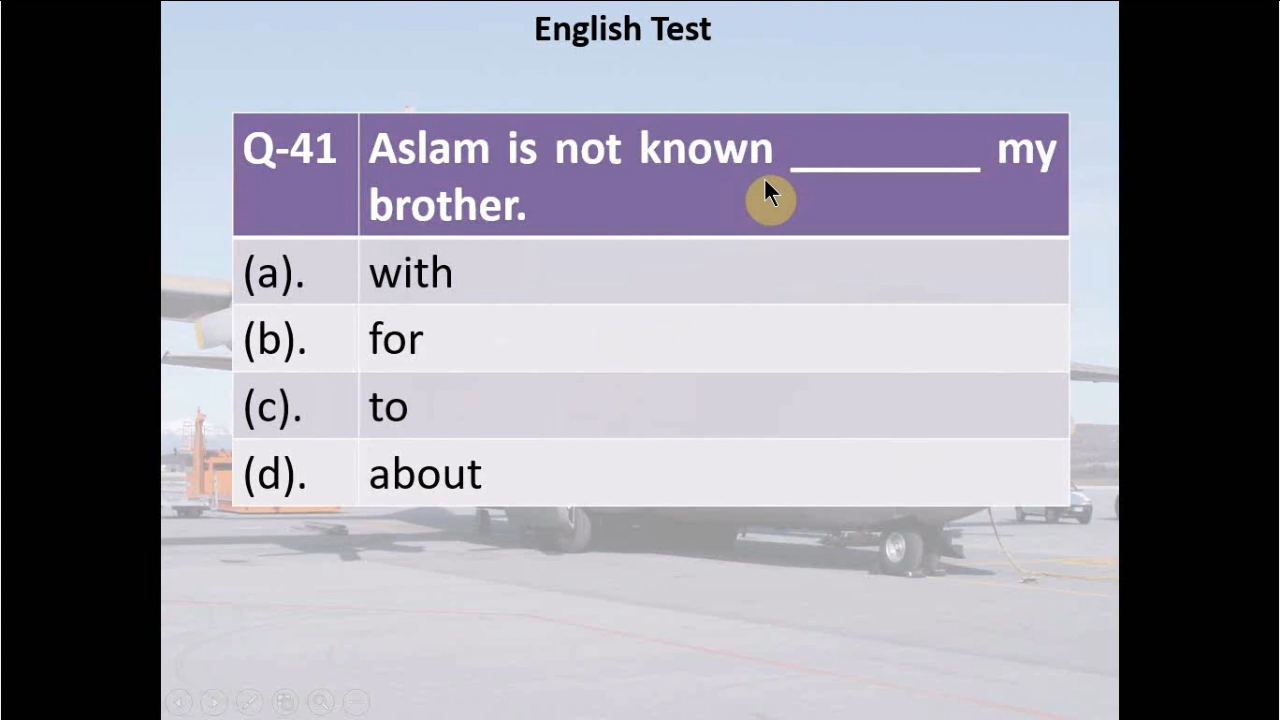 English Test
Q-41 Aslam is not known ________ my
brother.
(a). with
(b). for
(c). to
(d). about